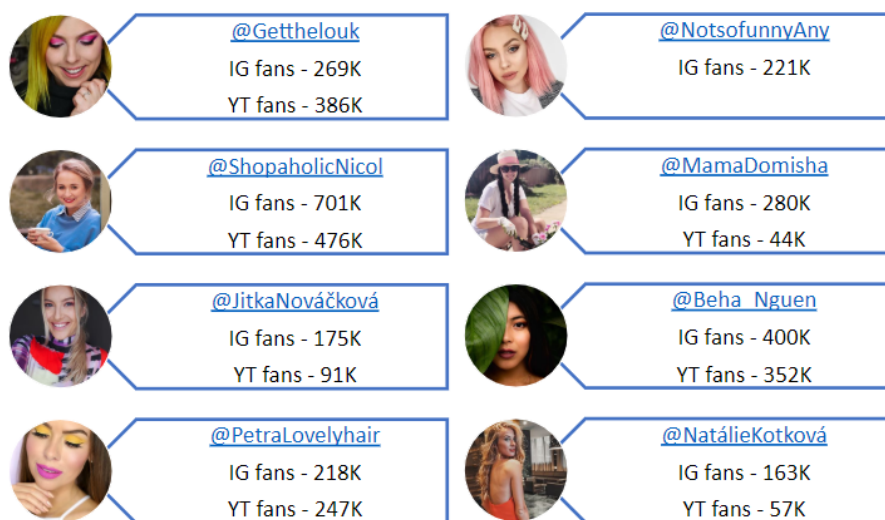 @Getthelouk
IG fans - 269K
YT fans - 386K
@NotsofunnyAny
IG fans - 221K
@ShopaholicNicol
IG fans - 701K
YT fans - 476K
@MamaDomisha
IG fans - 280K
YT fans - 44K
@JitkaNováčková
IG fans - 175K
YT fans - 91K
@Beha_Nguen
IG fans - 400K
YT fans - 352K
@PetraLovelyhair
IG fans - 218K
YT fans - 247K
@NatálieKotková
IG fans - 163K
YT fans - 57K